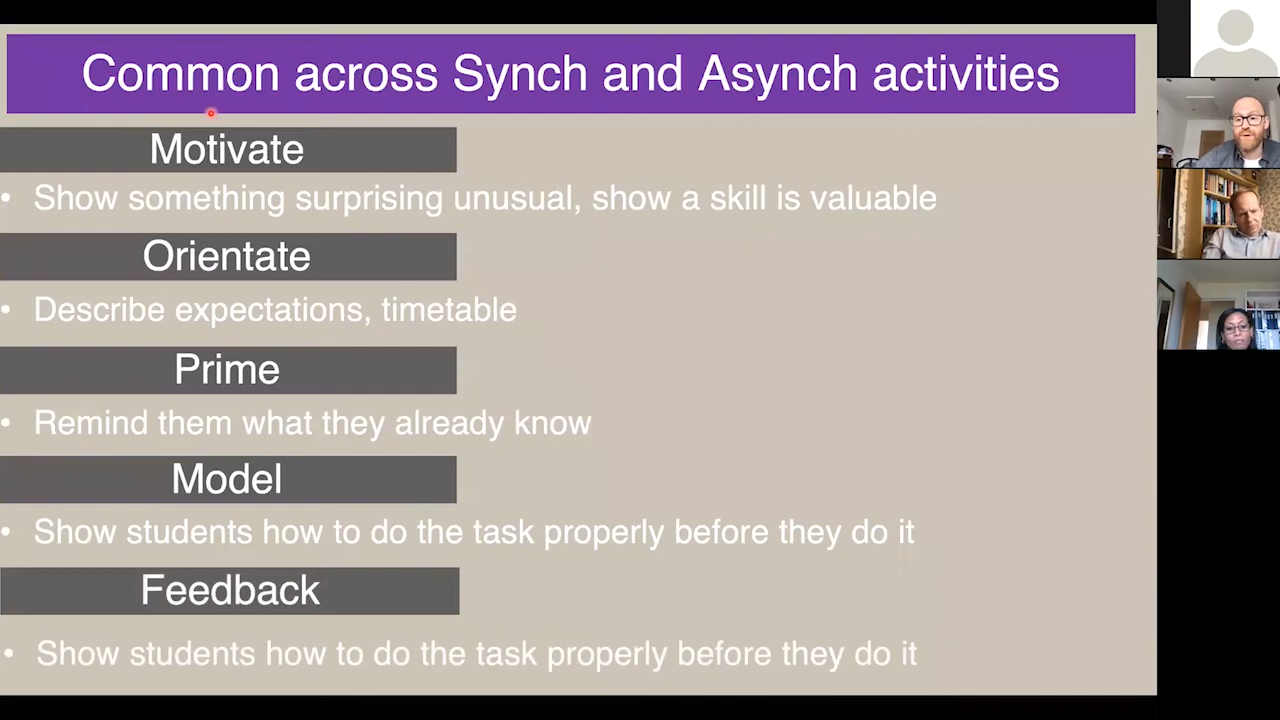 Common across Synch and Asynch activities
Motivate
• Show something surprising unusual, show a skill is valuable
Orientate
• Describe expectations, timetable
Prime
• Remind them what they already know
Model
• Show students how to do the task properly before they do it
Feedback
• Show students how to do the task properly before they do it